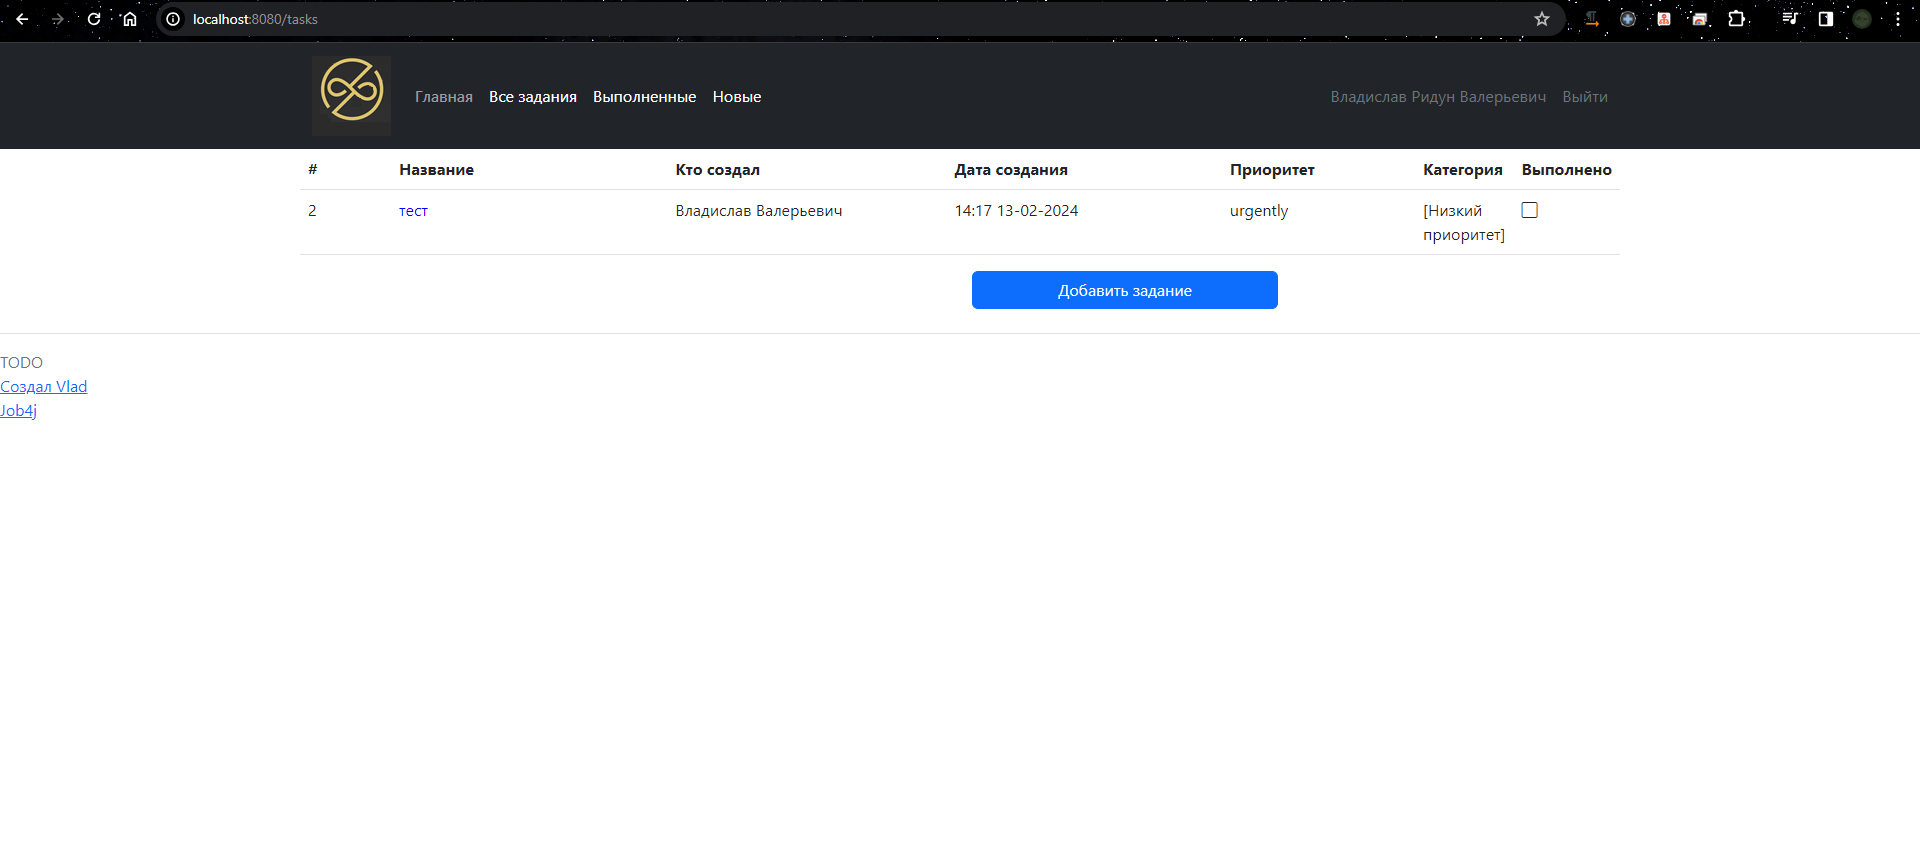 localhost:8080/tasks
Главная Все задания Выполненные Новые Владислав Ридун Валерьевич Выйти
# Название Кто создал Дата создания Приоритет Категория Выполнено
2 тест Владислав Валерьевич 14:17 13-02-2024 urgently [Низкий
приоритет]
Добавить задание
TODO
Создал Vlad
Job4j